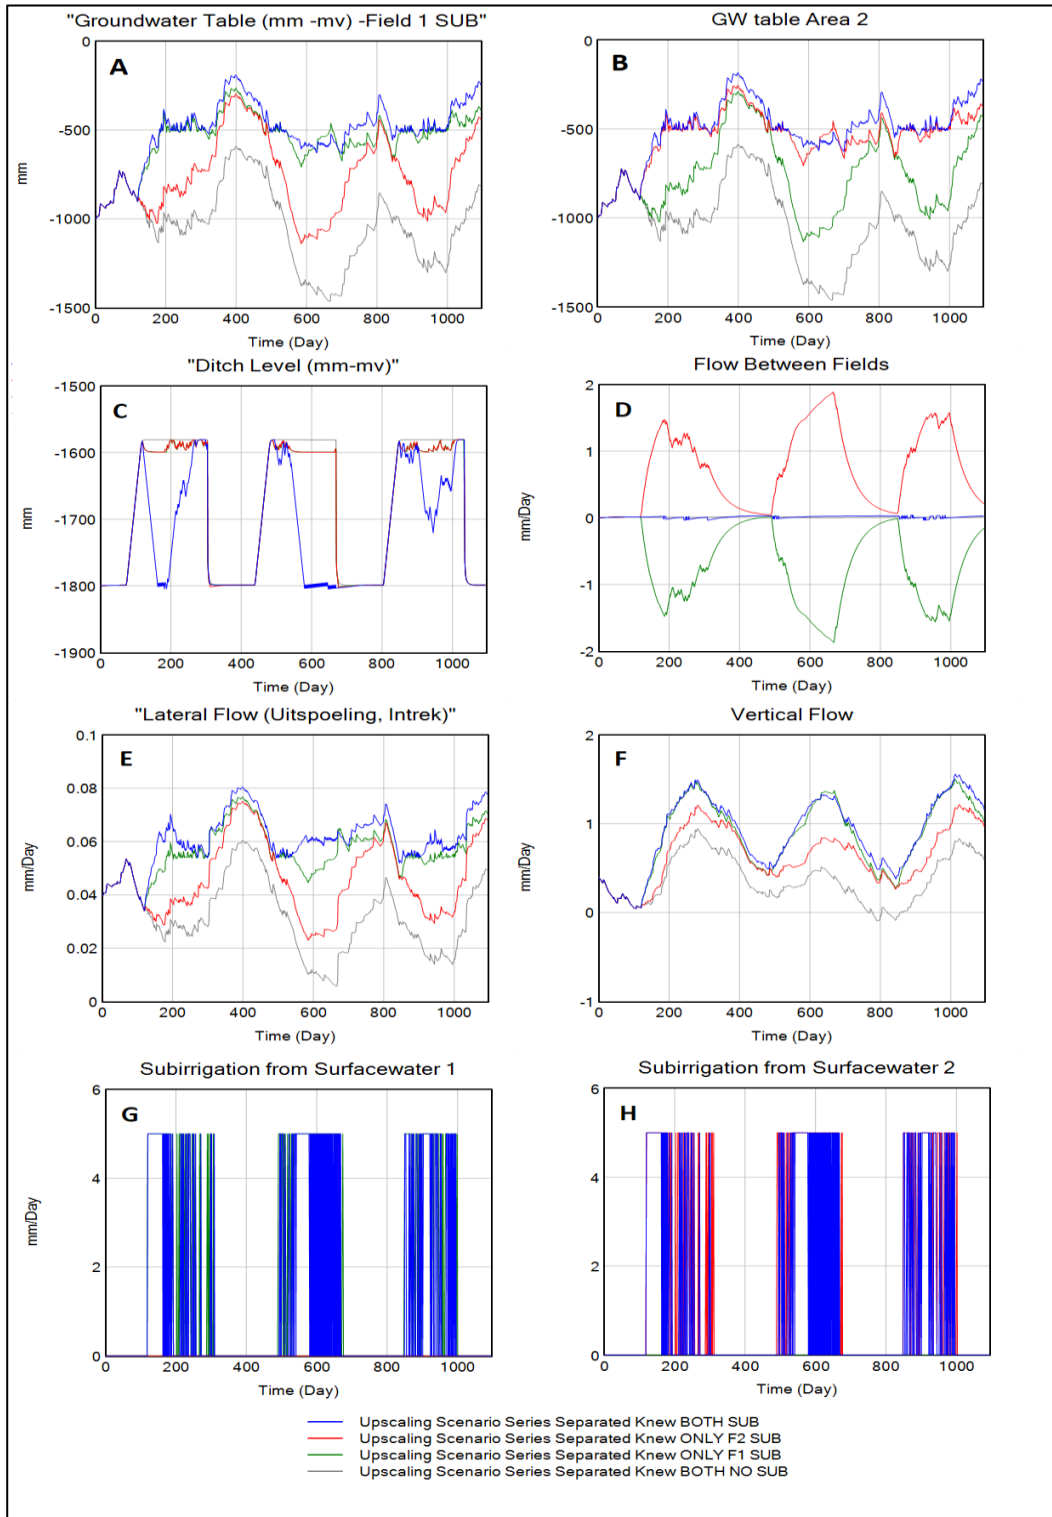 "Groundwater Table (mm -mv) -Field 1 SUB"
A
0
-500
-1000
-1500
mm
0 200 400 600 800 1000
Time (Day)
GW table Area 2
B
0
-500
-1000
-1500
0 200 400 600 800 1000
Time (Day)
"Ditch Level (mm-mv)"
C
-1500
-1600
-1700
-1800
-1900
mm
0 200 400 600 800 1000
Time (Day)
Flow Between Fields
D
2
1
0
-1
-2
mm/Day
0 200 400 600 800 1000
Time (Day)
"Lateral Flow (Uitspoeling, Intrek)"
E
0.1
0.08
0.06
0.04
0.02
0
mm/Day
0 200 400 600 800 1000
Time (Day)
Vertical Flow
F
2
1
0
-1
mm/Day
0 200 400 600 800 1000
Time (Day)
Subirrigation from Surfacewater 1
G
6
4
2
0
mm/Day
0 200 400 600 800 1000
Time (Day)
Subirrigation from Surfacewater 2
H
6
4
2
0
0 200 400 600 800 1000
Time (Day)
Upscaling Scenario Series Separated Knew BOTH SUB
Upscaling Scenario Series Separated Knew ONLY F2 SUB
Upscaling Scenario Series Separated Knew ONLY F1 SUB
Upscaling Scenario Series Separated Knew BOTH NO SUB